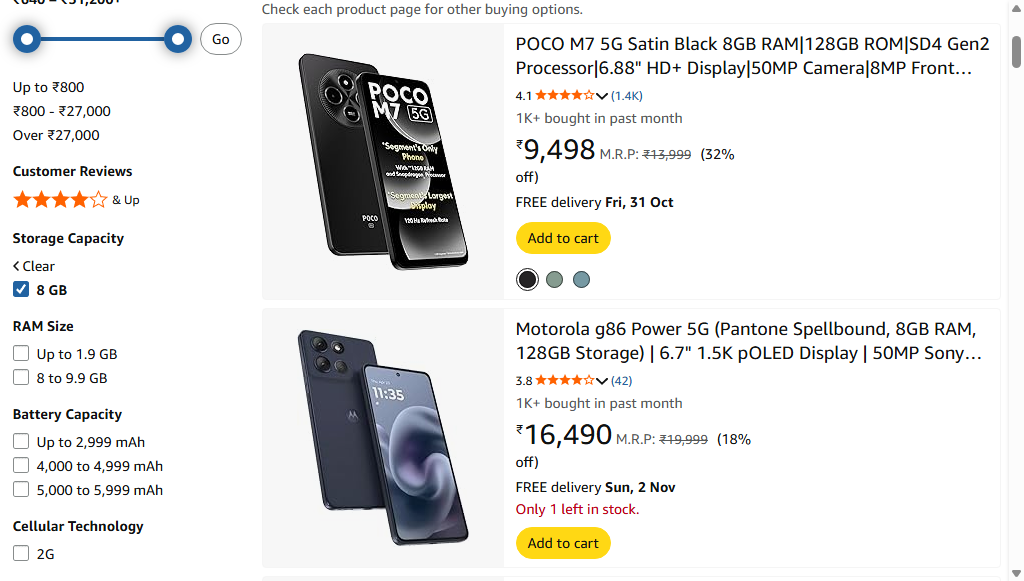 ₹640 – ₹51,200+
Go
Up to ₹800
₹800 - ₹27,000
Over ₹27,000
Customer Reviews
& Up
Storage Capacity
Clear
8 GB
RAM Size
Up to 1.9 GB
8 to 9.9 GB
Battery Capacity
Up to 2,999 mAh
4,000 to 4,999 mAh
5,000 to 5,999 mAh
Cellular Technology
2G
Check each product page for other buying options.
POCO
M7 5G
"Segment's Only
Phone
With "12GB RAM
and Snapdragon Processor
"Segment's Largest
Display
120 Hz Refresh Rate
POCO
5G
POCO M7 5G Satin Black 8GB RAM|128GB ROM|SD4 Gen2
Processor|6.88" HD+ Display|50MP Camera|8MP Front...
4.1 (1.4K)
1K+ bought in past month
₹9,498 M.R.P: ₹13,999 (32%
off)
FREE delivery Fri, 31 Oct
Add to cart
11:35
Motorola g86 Power 5G (Pantone Spellbound, 8GB RAM,
128GB Storage) | 6.7" 1.5K pOLED Display | 50MP Sony...
3.8 (42)
1K+ bought in past month
₹16,490 M.R.P: ₹19,999 (18%
off)
FREE delivery Sun, 2 Nov
Only 1 left in stock.
Add to cart